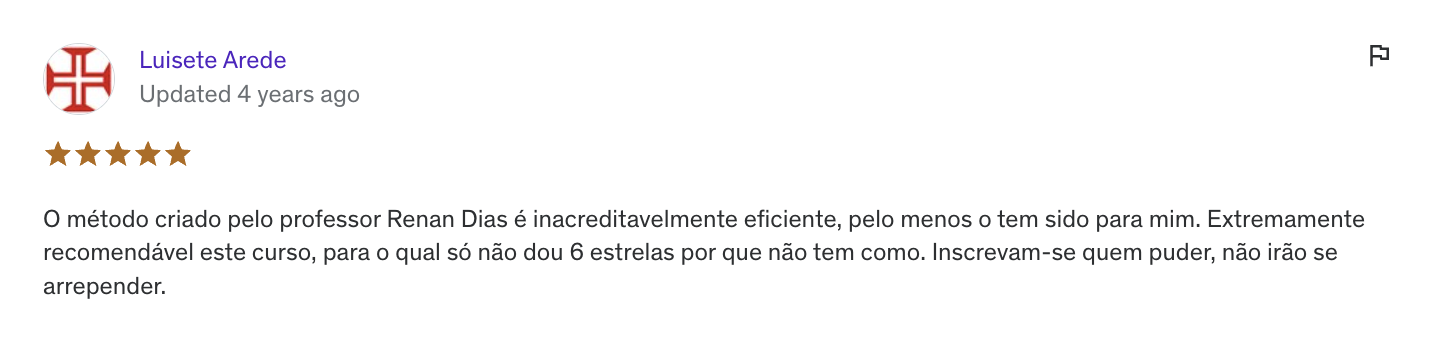 Luisete Arede
Updated 4 years ago
O método criado pelo professor Renan Dias é inacreditavelmente eficiente, pelo menos o tem sido para mim. Extremamente
recomendável este curso, para o qual só não dou 6 estrelas por que não tem como. Inscrevam-se quem puder, não irão se
arrepender.